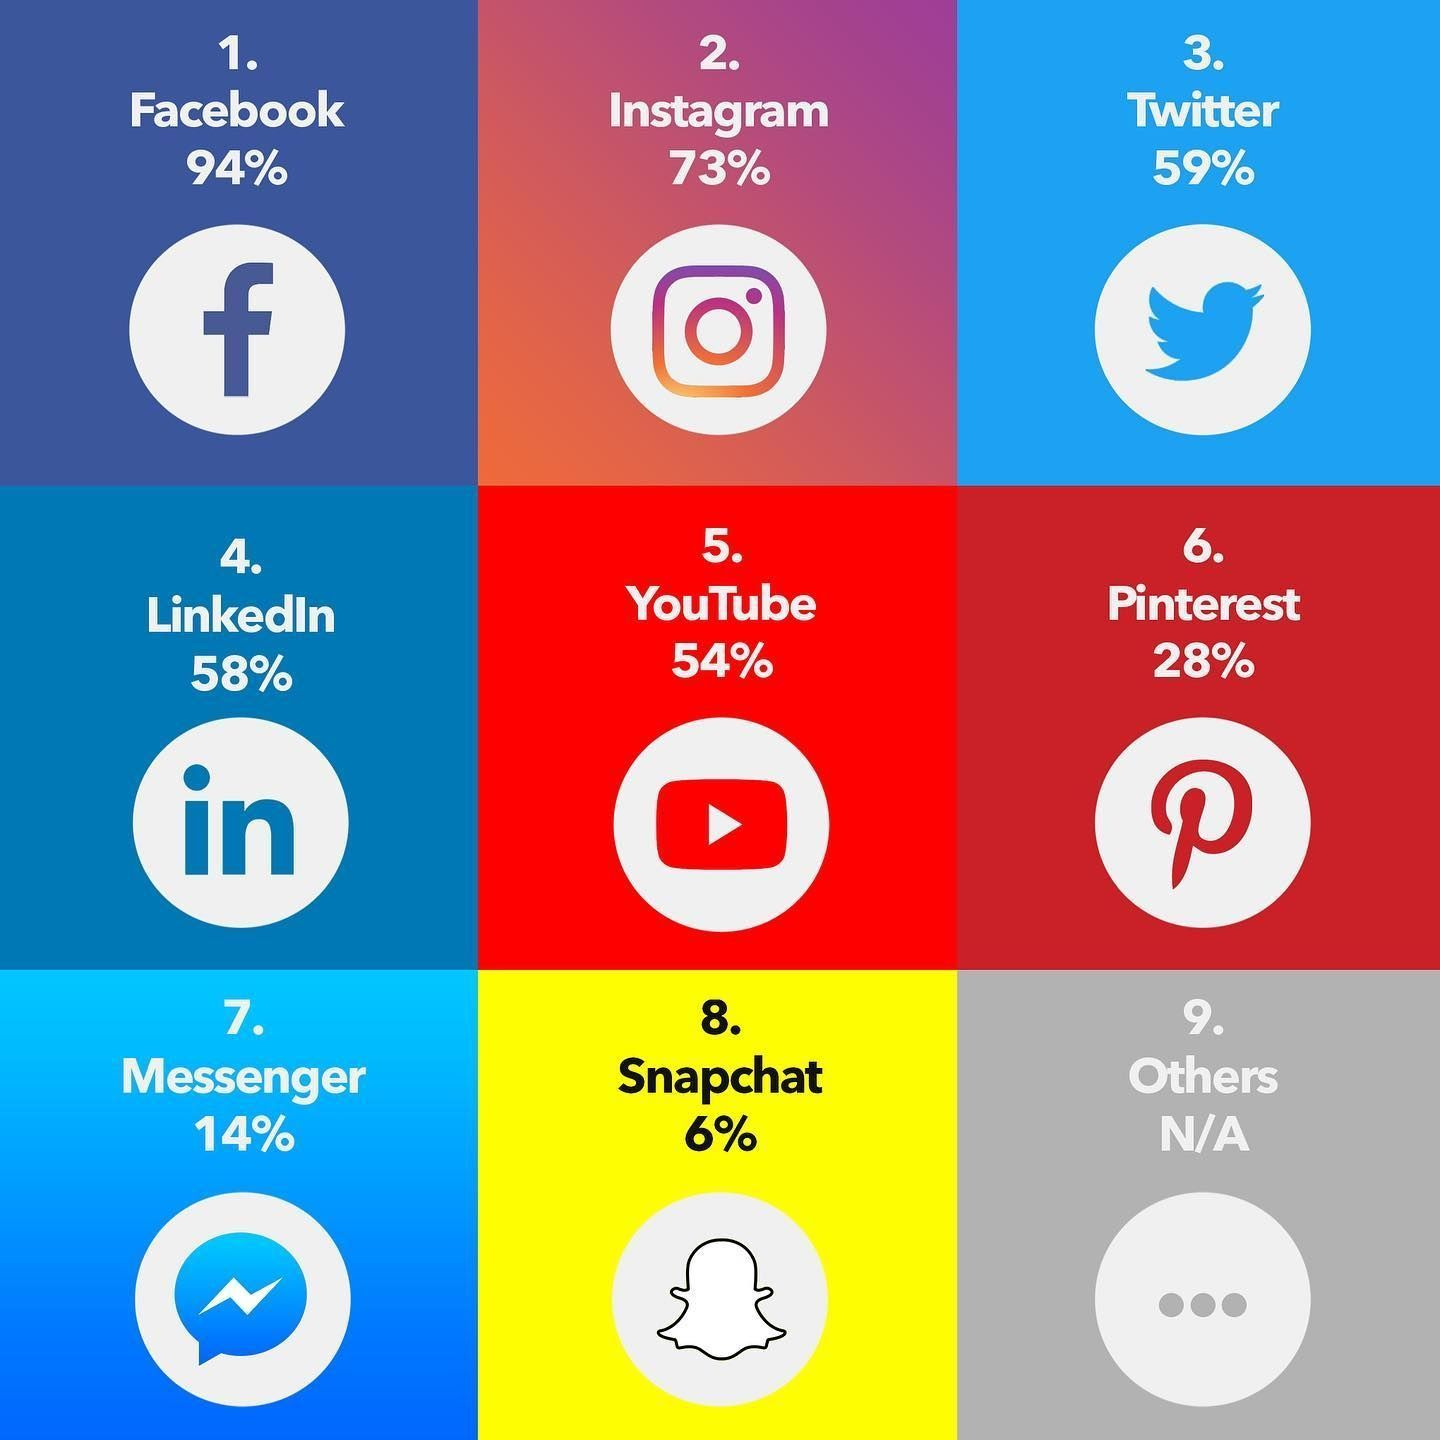 1.
Facebook
94%
2.
Instagram
73%
3.
Twitter
59%
4.
LinkedIn
58%
in
5.
YouTube
54%
6.
Pinterest
28%
7.
Messenger
14%
8.
Snapchat
6%
9.
Others
N/A